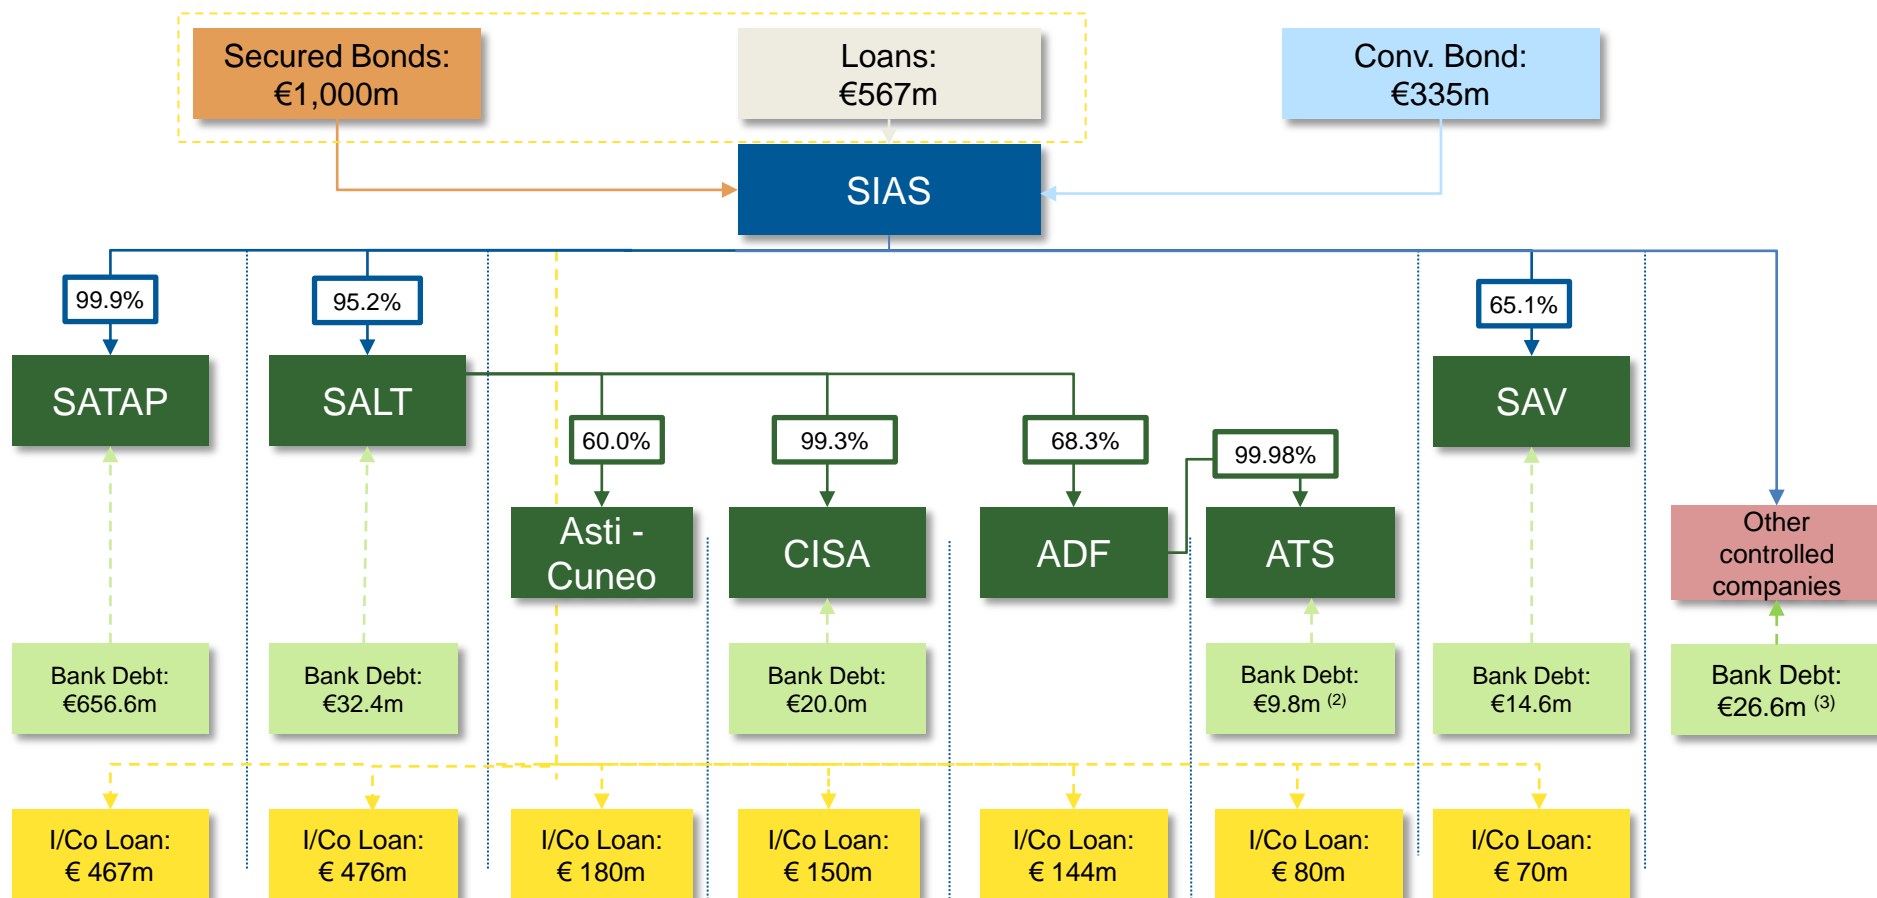 Secured Bonds:
€1,000m
Loans:
€567m
Conv. Bond:
€335m
SIAS
99.9%
95.2%
65.1%
SATAP
SALT
SAV
60.0%
99.3%
68.3%
99.98%
Asti -
Cuneo
CISA
ADF
ATS
Other
controlled
companies
Bank Debt:
€656.6m
Bank Debt:
€32.4m
Bank Debt:
€20.0m
Bank Debt:
€9.8m (2)
Bank Debt:
€14.6m
Bank Debt:
€26.6m (3)
I/Co Loan:
€ 467m
I/Co Loan:
€ 476m
I/Co Loan:
€ 180m
I/Co Loan:
€ 150m
I/Co Loan:
€ 144m
I/Co Loan:
€ 80m
I/Co Loan:
€ 70m